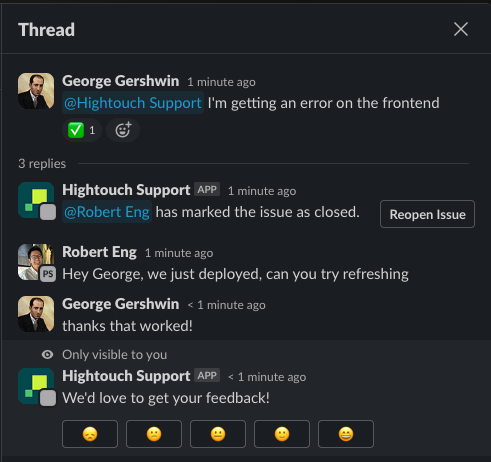 Thread
George Gershwin 1 minute ago
@Hightouch Support I'm getting an error on the frontend
1
3 replies
Hightouch Support APP 1 minute ago
@Robert Eng has marked the issue as closed.
Reopen Issue
Robert Eng 1 minute ago
PS
Hey George, we just deployed, can you try refreshing
George Gershwin < 1 minute ago
thanks that worked!
Only visible to you
Hightouch Support APP < 1 minute ago
We'd love to get your feedback!